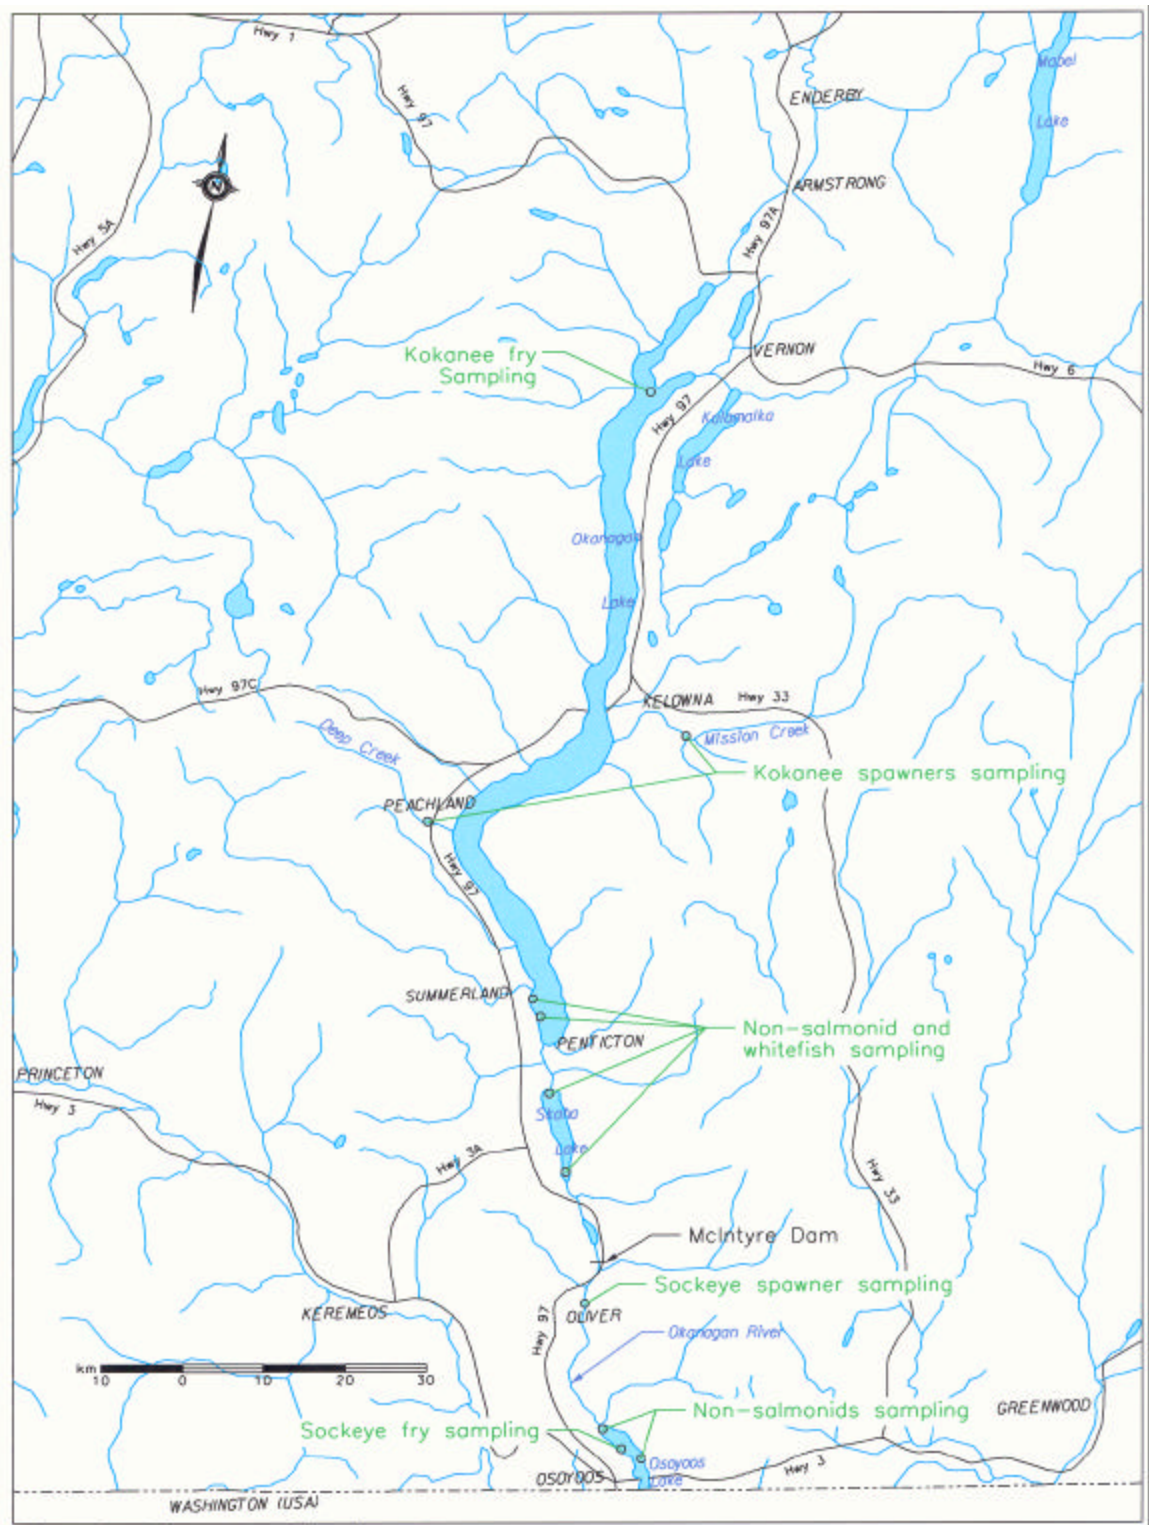 Hwy 1
Mabel
Hwy 97
ENDERBY
Lake
N
ARMSTRONG
Hwy 5A
Hwy 97A
Kokanee fry
Sampling
VERNON
Hwy 6
Hwy 97
Kalamalka
Lake
Okanagan
Lake
Hwy 97C
KELOWNA
Hwy 33
Deep Creek
Mission Creek
Kokanee spawners sampling
PEACHLAND
Hwy 97
SUMMERLAND
Non-salmonid and
whitefish sampling
PENTICTON
PRINCETON
Hwy 3
Skaha
Lake
Hwy 3A
Hwy 33
McIntyre Dam
Sockeye spawner sampling
KEREMEOS
OLIVER
Hwy 97
Okanagan River
km
10 0 10 20 30
Non-salmonids sampling
GREENWOOD
Sockeye fry sampling
Osoyoos
Lake
Hwy 3
OSOYOOS
WASHINGTON (USA)